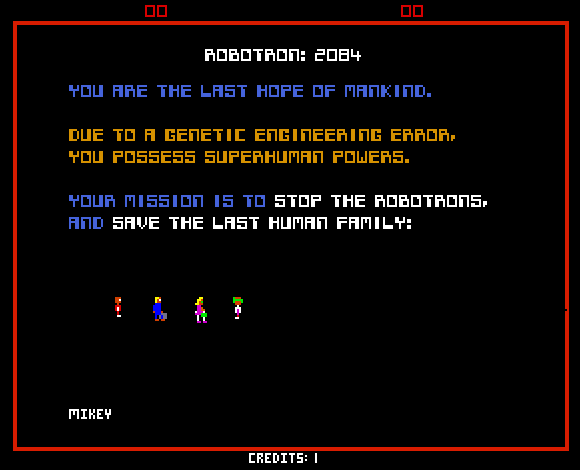 00 00
ROBOTRON: 2084
YOU ARE THE LAST HOPE OF MANKIND.
DUE TO A GENETIC ENGINEERING ERROR,
YOU POSSESS SUPERHUMAN POWERS.
YOUR MISSION IS TO STOP THE ROBOTRONS,
AND SAVE THE LAST HUMAN FAMILY:
MIKEY
CREDITS: 1